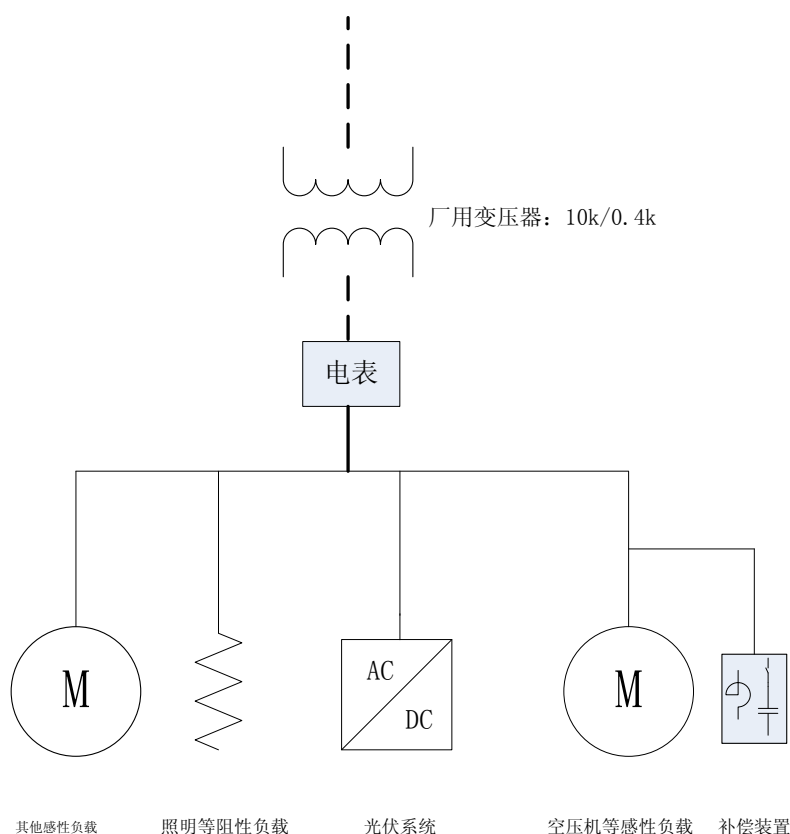 厂用变压器：10k/0.4k
电表
M
AC
DC
M
其他感性负载
照明等阻性负载
光伏系统
空压机等感性负载
补偿装置